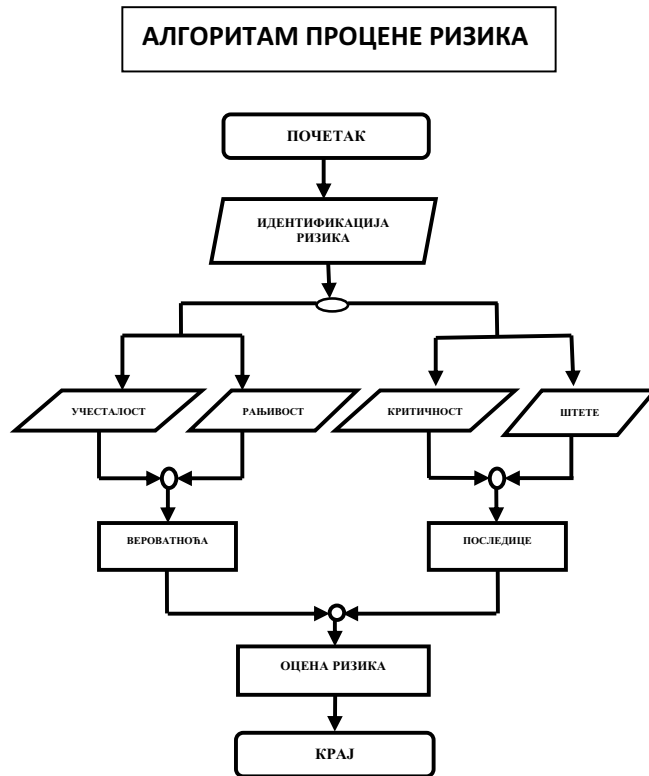 АЛГОРИТАМ ПРОЦЕНЕ РИЗИКА
ПОЧЕТАК
ИДЕНТИФИКАЦИЈА
РИЗИКА
УЧЕСТАЛОСТ
РАЊИВОСТ
КРИТИЧНОСТ
ШТЕТЕ
ВЕРОВАТНОЋА
ПОСЛЕДИЦЕ
ОЦЕНА РИЗИКА
КРАЈ